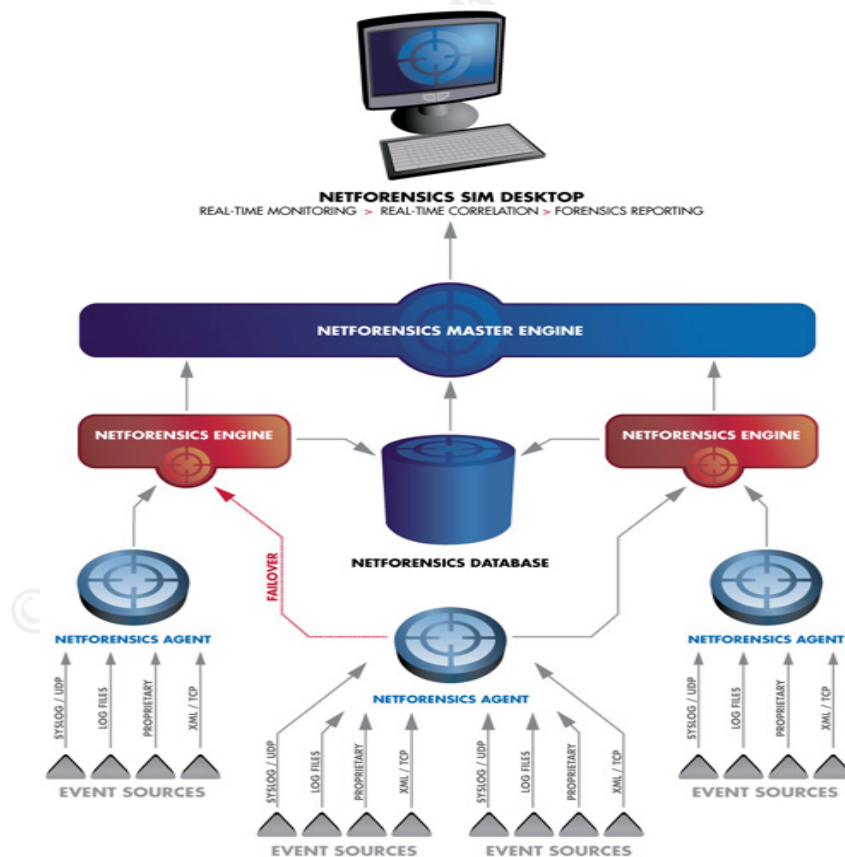 NETFORENSICS SIM DESKTOP
REAL-TIME MONITORING > REAL-TIME CORRELATION > FORENSICS REPORTING
NETFORENSICS MASTER ENGINE
NETFORENSICS ENGINE
NETFORENSICS ENGINE
NETFORENSICS DATABASE
FAILOVER
©
NETFORENSICS AGENT
NETFORENSICS AGENT
NETFORENSICS AGENT
SYSLOG / UDP
LOG FILES
PROPRIETARY
XML / TCP
SYSLOG / UDP
LOG FILES
PROPRIETARY
XML / TCP
SYSLOG / UDP
LOG FILES
PROPRIETARY
XML / TCP
SYSLOG / UDP
LOG FILES
PROPRIETARY
XML / TCP
EVENT SOURCES
EVENT SOURCES
EVENT SOURCES
EVENT SOURCES